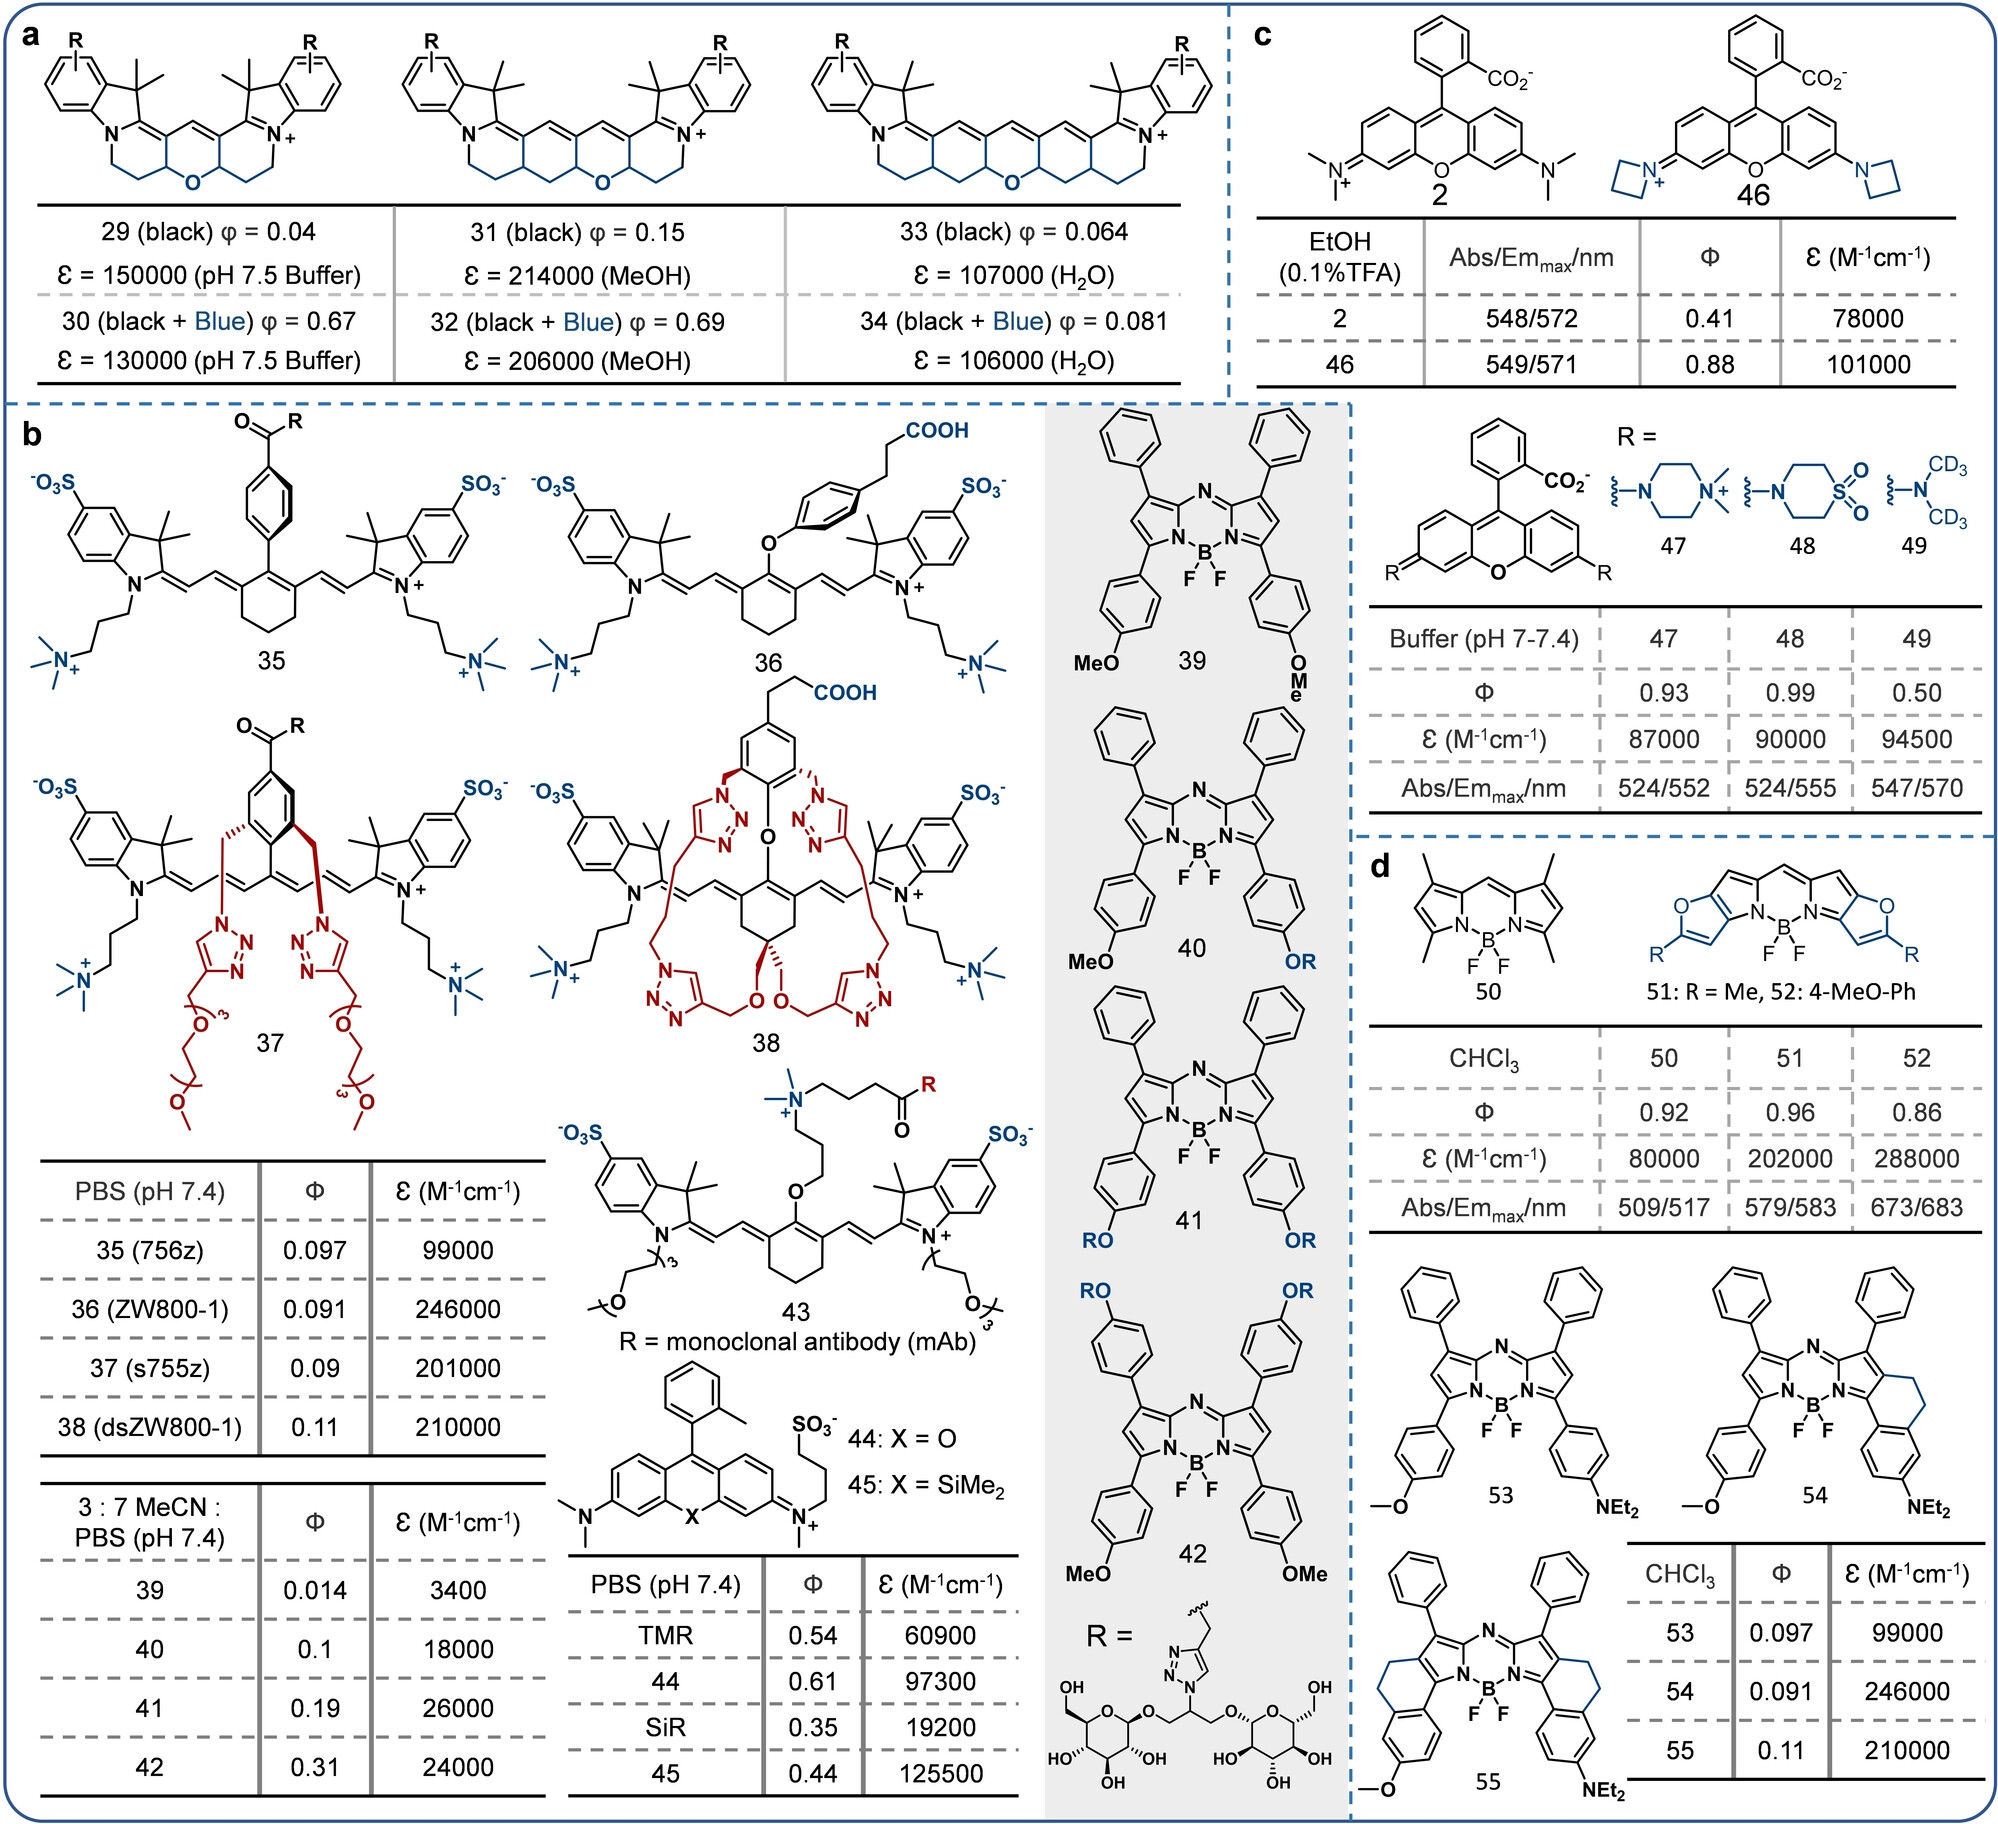 a
R R R R R R
N N + O
N N + O
N N + O
29 (black) φ = 0.04
Ɛ = 150000 (pH 7.5 Buffer)
30 (black + Blue) φ = 0.67
Ɛ = 130000 (pH 7.5 Buffer)
31 (black) φ = 0.15
Ɛ = 214000 (MeOH)
32 (black + Blue) φ = 0.69
Ɛ = 206000 (MeOH)
33 (black) φ = 0.064
Ɛ = 107000 (H2O)
34 (black + Blue) φ = 0.081
Ɛ = 106000 (H2O)
c
CO2- CO2-
N+ O N
N+ O N
2 46
EtOH
(0.1%TFA) Abs/Emmax/nm Φ Ɛ (M-1cm-1)
2 548/572 0.41 78000
46 549/571 0.88 101000
CO2-
R O R
R =
N N+
N S O O
N CD3 CD3
47 48 49
Buffer (pH 7-7.4) 47 48 49
Φ 0.93 0.99 0.50
Ɛ (M-1cm-1) 87000 90000 94500
Abs/Emmax/nm 524/552 524/555 547/570
b
O R
-O3S SO3-
N N+
N+ N+
35
COOH
-O3S SO3-
O
N N+
N+ N+
36
O R
-O3S SO3-
N N+
N N N N N N
N+ N+
O 3 O
O 3 O
37
COOH
-O3S SO3-
N N N N N N
O
N N+
N N N N N N
O O
N+ N+
38
N+ R
O
-O3S SO3-
O
N N+
3
O O 3
43
R = monoclonal antibody (mAb)
SO3-
N X N+
44: X = O
45: X = SiMe2
PBS (pH 7.4) Φ Ɛ (M-1cm-1)
35 (756z) 0.097 99000
36 (ZW800-1) 0.091 246000
37 (s755z) 0.09 201000
38 (dsZW800-1) 0.11 210000
3 : 7 MeCN :
PBS (pH 7.4) Φ Ɛ (M-1cm-1)
39 0.014 3400
40 0.1 18000
41 0.19 26000
42 0.31 24000
PBS (pH 7.4) Φ Ɛ (M-1cm-1)
TMR 0.54 60900
44 0.61 97300
SiR 0.35 19200
45 0.44 125500
N
N B N
F F
MeO 39 O
M
e
N
N B N
F F
40
MeO OR
N
N B N
F F
41
RO OR
RO OR
N
N B N
F F
42
MeO OMe
R =
N
N
N
OH O O O O OH
HO OH HO OH
OH OH
d
N B N
F F
50
O O
R N B N R
F F
51: R = Me, 52: 4-MeO-Ph
CHCl3 50 51 52
Φ 0.92 0.96 0.86
Ɛ (M-1cm-1) 80000 202000 288000
Abs/Emmax/nm 509/517 579/583 673/683
N
N B N
F F
53
O NEt2
N
N B N
F F
54
O NEt2
N
N B N
F F
55
O NEt2
CHCl3 Φ Ɛ (M-1cm-1)
53 0.097 99000
54 0.091 246000
55 0.11 210000